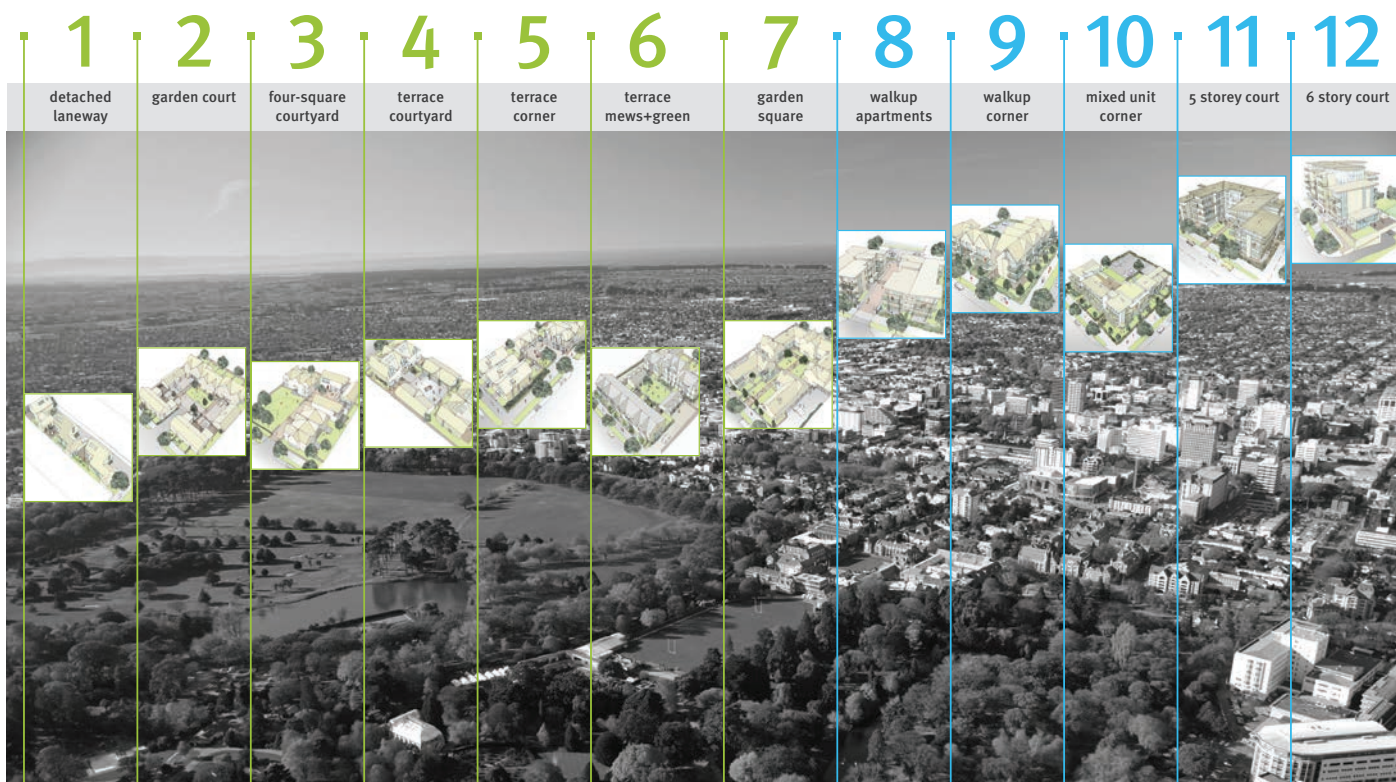 1 2 3 4 5 6 7 8 9 10 11 12
detached
laneway
garden court
four-square
courtyard
terrace
courtyard
terrace
corner
terrace
mews+green
garden
square
walkup
apartments
walkup
corner
mixed unit
corner
5 storey court
6 story court